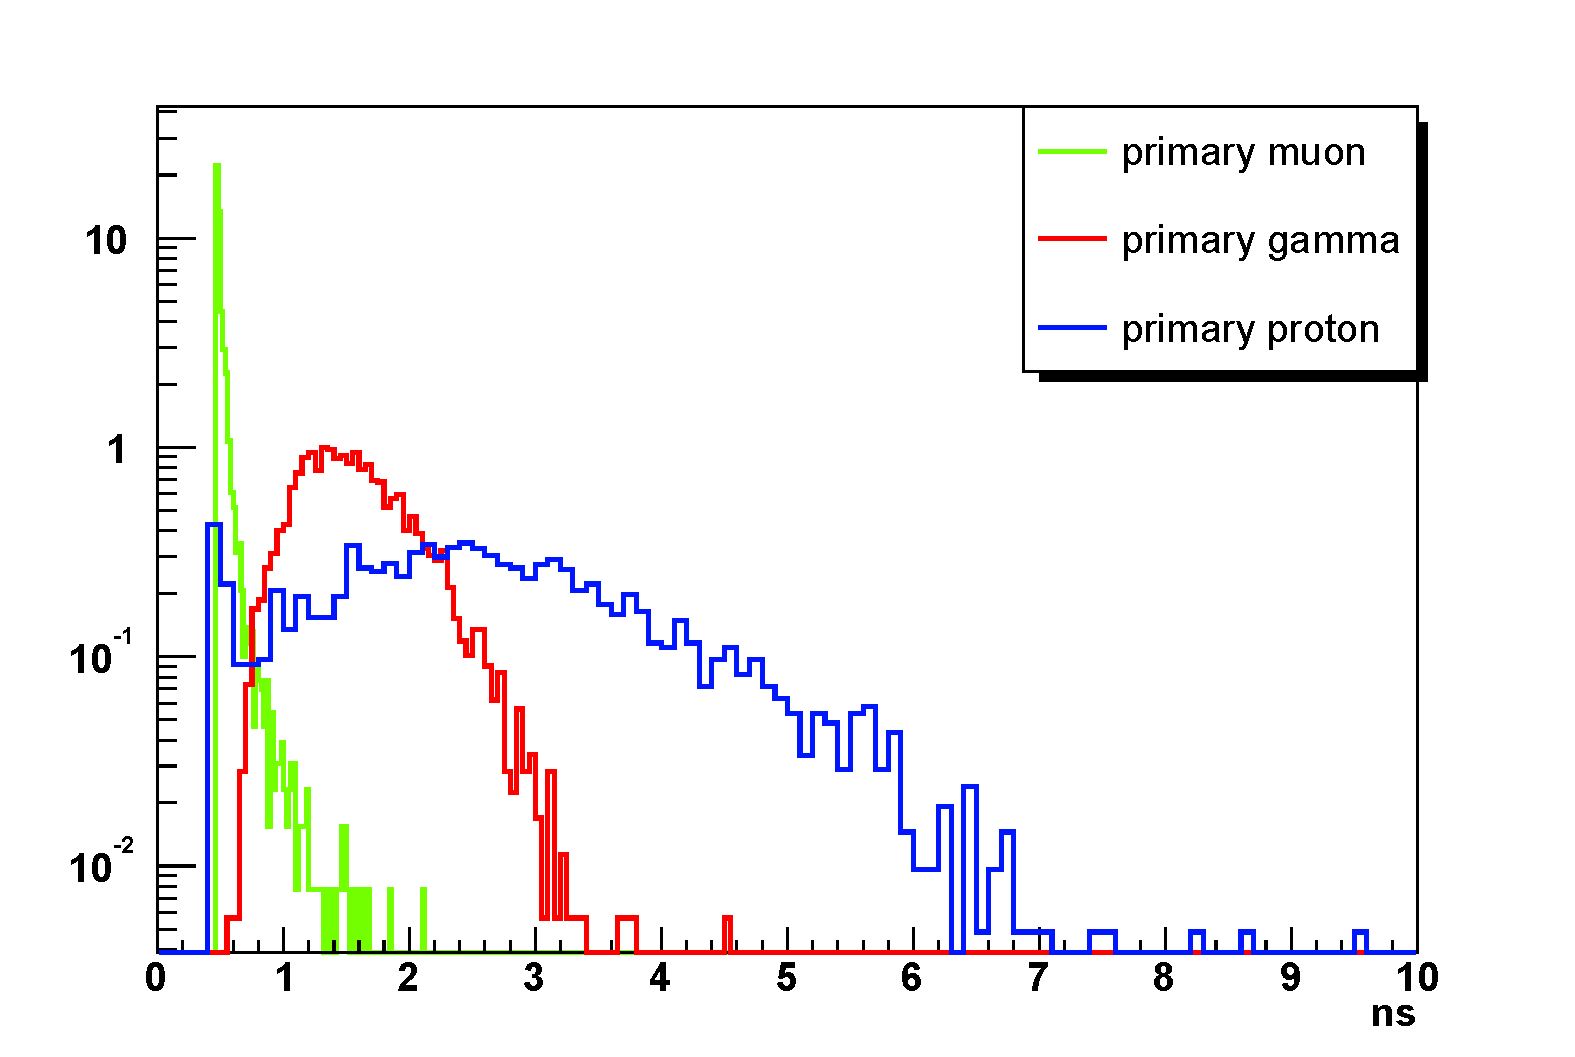 primary muon
primary gamma
primary proton
10
1
10^-1
10^-2
0 1 2 3 4 5 6 7 8 9 10
ns